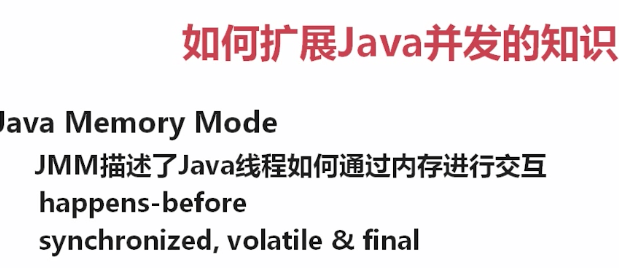 如何扩展Java并发的知识
Java Memory Mode
JMM描述了Java线程如何通过内存进行交互
happens-before
synchronized, volatile & final